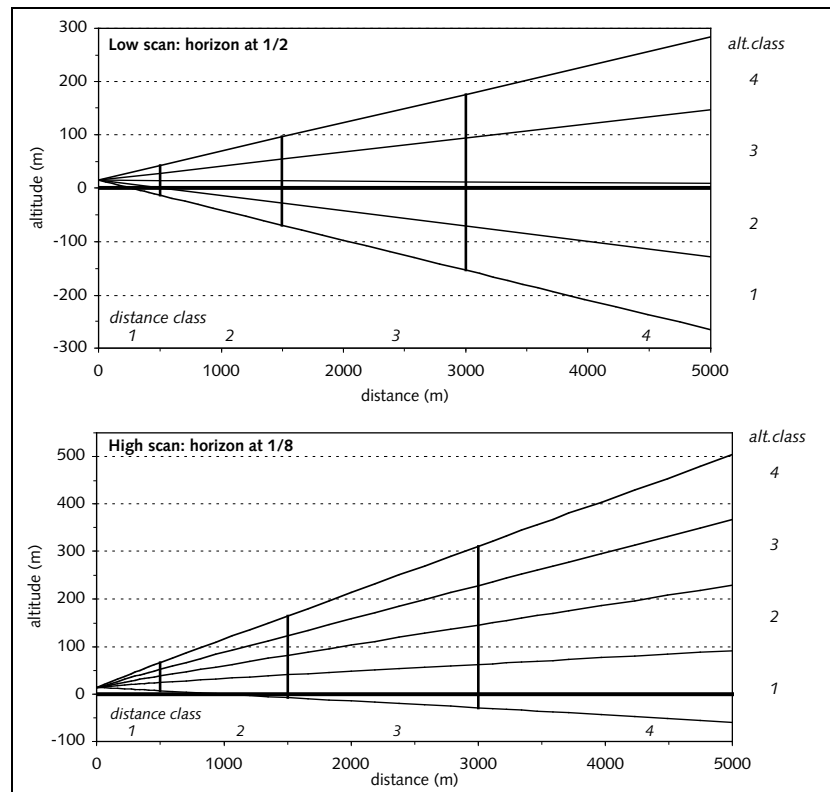 300
Low scan: horizon at 1/2
alt.class
4
200
100
3
altitude (m)
0
2
-100
-200
1
distance class
1 2 3 4
-300
0 1000 2000 3000 4000 5000
distance (m)
High scan: horizon at 1/8
alt.class
500
4
400
3
300
altitude (m)
200
2
100
1
0
distance class
1 2 3 4
-100
0 1000 2000 3000 4000 5000
distance (m)